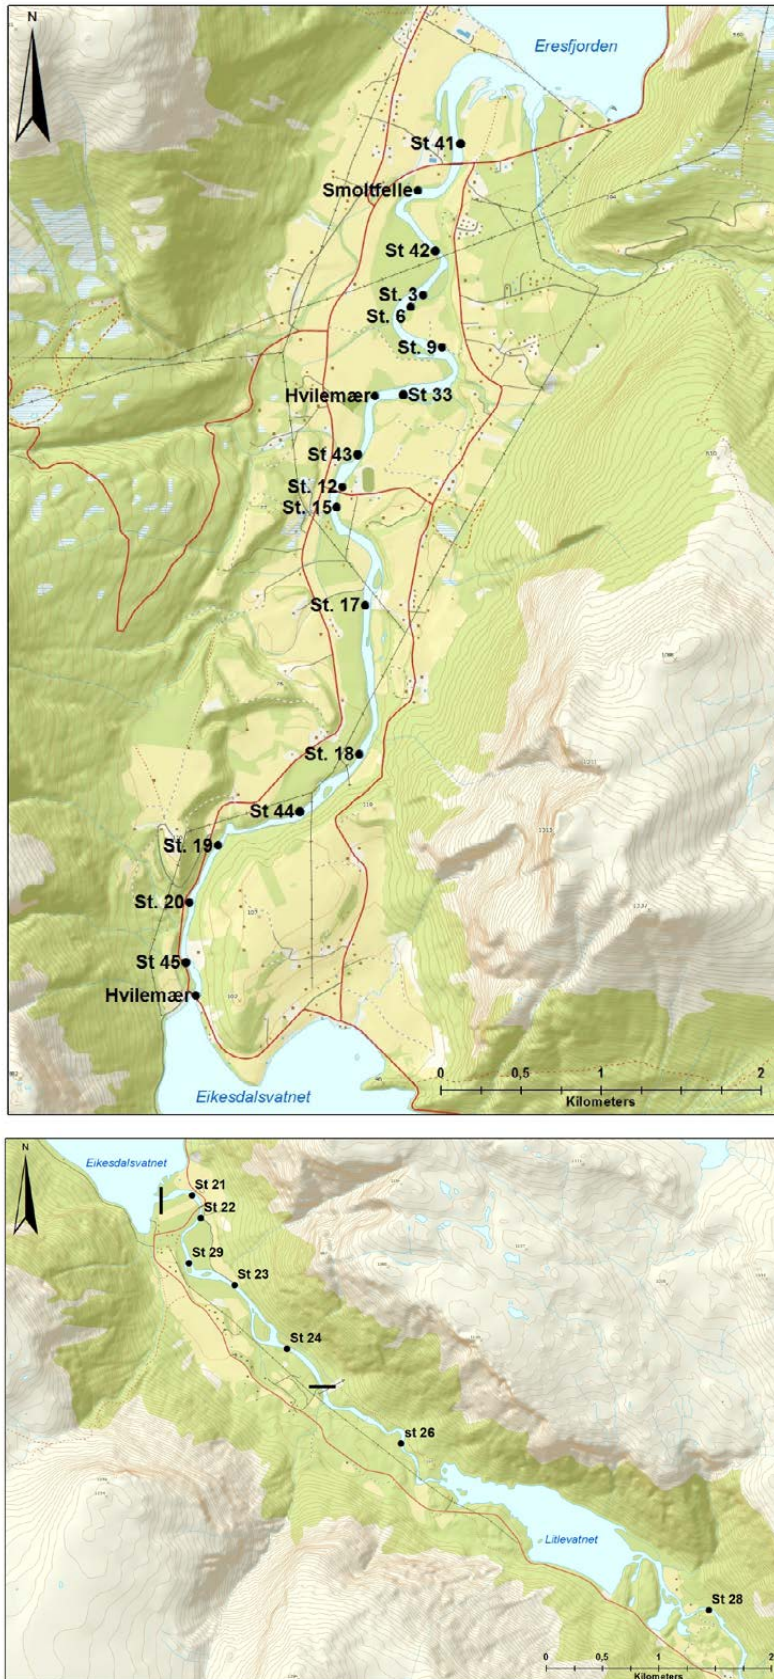 N
Eresfjorden
St 41
Smoltfelle
St 42
St. 3
St. 6
St. 9
Hvilemær
St 33
St 43
St. 12
St. 15
St. 17
St. 18
St 44
St. 19
St. 20
St 45
Hvilemær
Eikesdalsvatnet
0 0,5 1 2
Kilometers
N
Eikesdalsvatnet
St 21
St 22
St 29
St 23
St 24
st 26
Litlevatnet
St 28
0 0,5 1 2
Kilometers